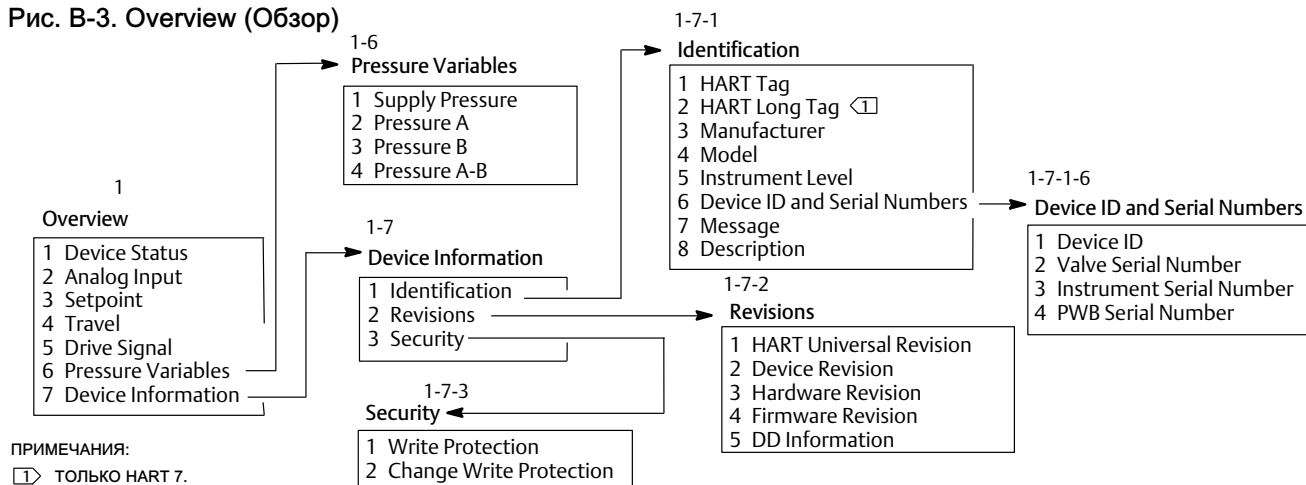 Рис. B-3. Overview (Обзор)
1
Overview
1 Device Status
2 Analog Input
3 Setpoint
4 Travel
5 Drive Signal
6 Pressure Variables
7 Device Information
1-6
Pressure Variables
1 Supply Pressure
2 Pressure A
3 Pressure B
4 Pressure A-B
1-7
Device Information
1 Identification
2 Revisions
3 Security
1-7-3
Security
1 Write Protection
2 Change Write Protection
1-7-1
Identification
1 HART Tag
2 HART Long Tag 1
3 Manufacturer
4 Model
5 Instrument Level
6 Device ID and Serial Numbers
7 Message
8 Description
1-7-2
Revisions
1 HART Universal Revision
2 Device Revision
3 Hardware Revision
4 Firmware Revision
5 DD Information
1-7-1-6
Device ID and Serial Numbers
1 Device ID
2 Valve Serial Number
3 Instrument Serial Number
4 PWB Serial Number
ПРИМЕЧАНИЯ:
1 ТОЛЬКО HART 7.